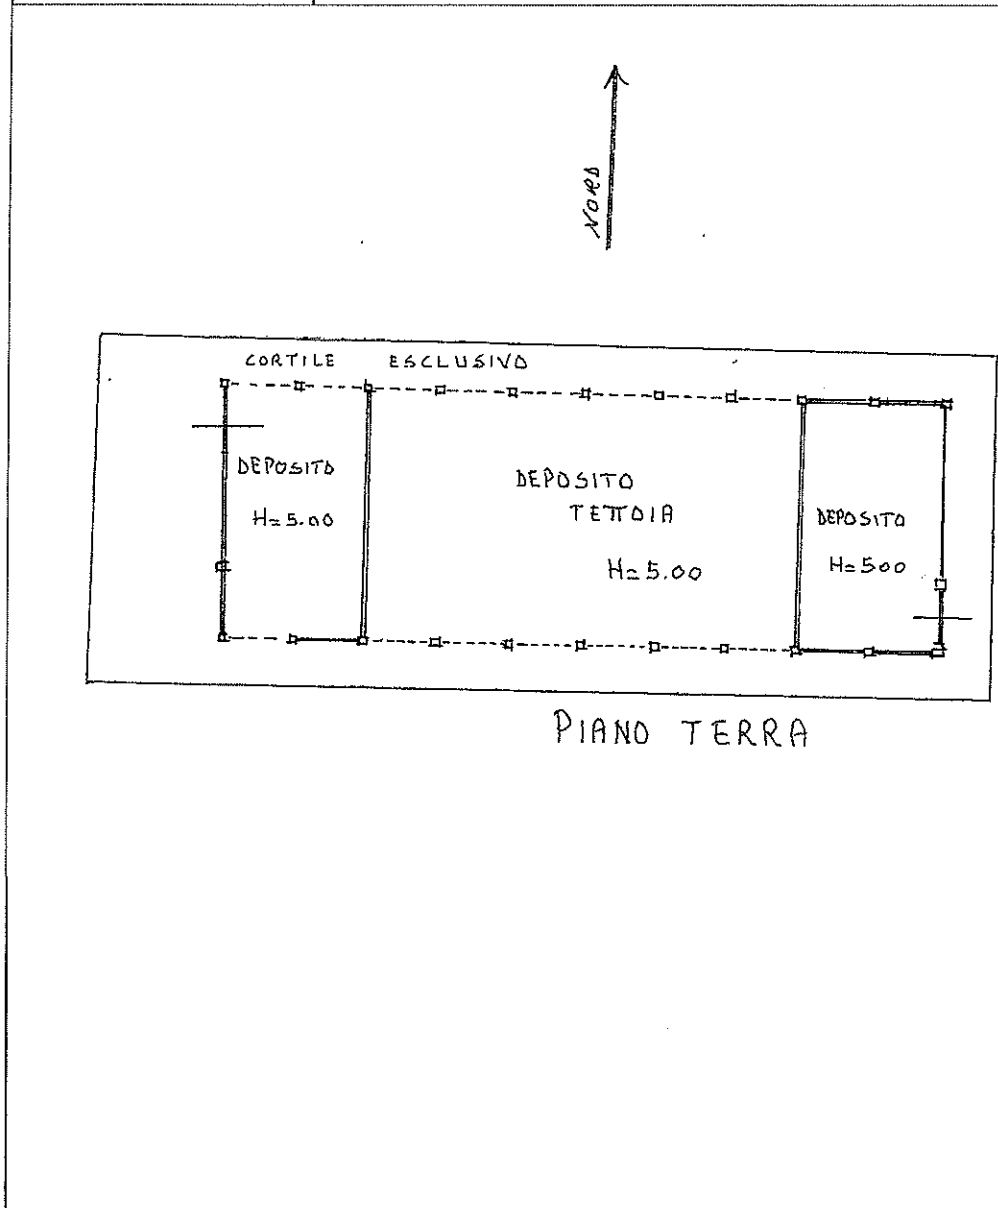 NORD
CORTILE ESCLUSIVO
DEPOSITO
H=5.00
DEPOSITO
TETTOIA
H=5.00
DEPOSITO
H=500
PIANO TERRA